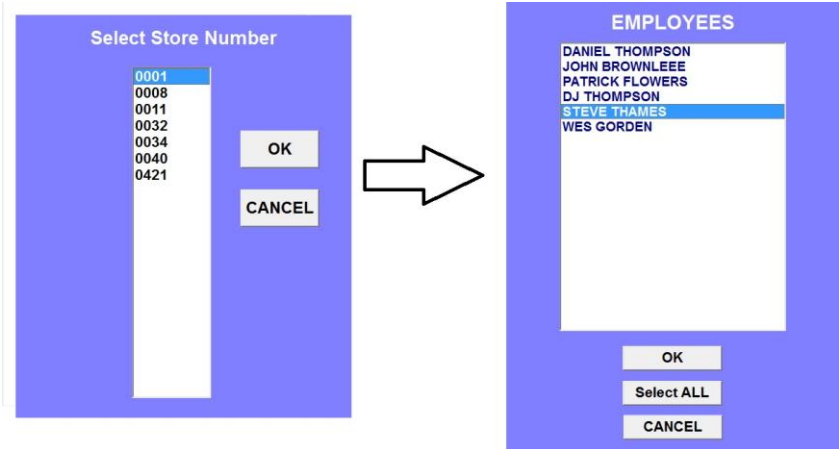 Select Store Number
0001
0008
0011
0032
0034
0040
0421
OK
CANCEL
EMPLOYEES
DANIEL THOMPSON
JOHN BROWNLEEE
PATRICK FLOWERS
DJ THOMPSON
STEVE THAMES
WES GORDEN
OK
Select ALL
CANCEL